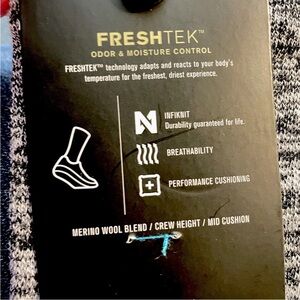 FRESHTEK™
ODOR & MOISTURE CONTROL
FRESHTEK™ technology adapts and reacts to your body's
temperature for the freshest, driest experience.
N
INFIKNIT
Durability guaranteed for life.
BREATHABILITY
PERFORMANCE CUSHIONING
MERINO WOOL BLEND / CREW HEIGHT / MID CUSHION